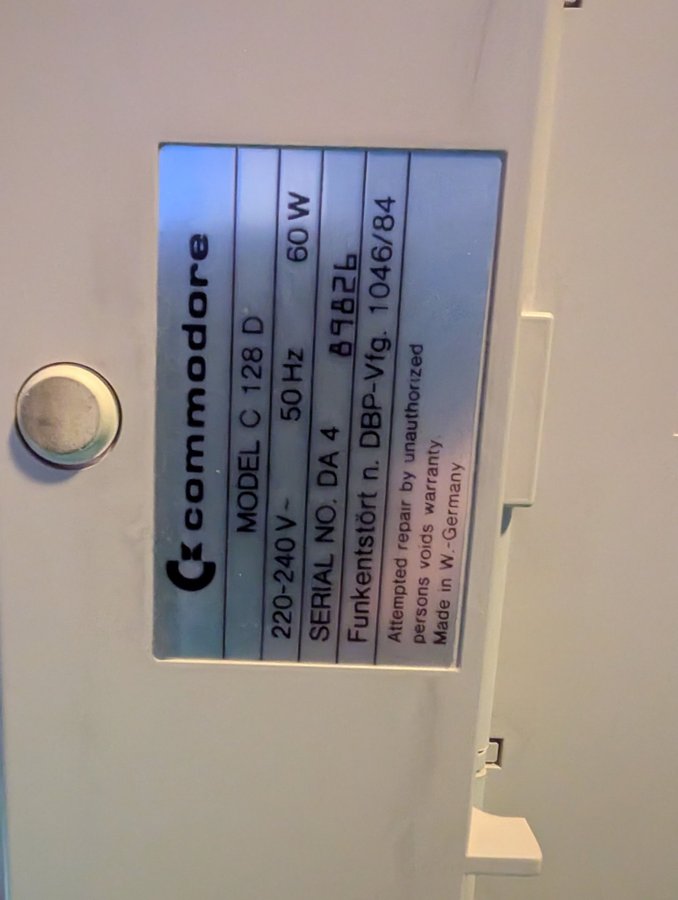 commodore
MODEL C 128 D
220-240 V~ 50 Hz 60 W
SERIAL NO. DA 4 89826
Funkentstört n. DBP-Vfg. 1046/84
Attempted repair by unauthorized
persons voids warranty.
Made in W.-Germany